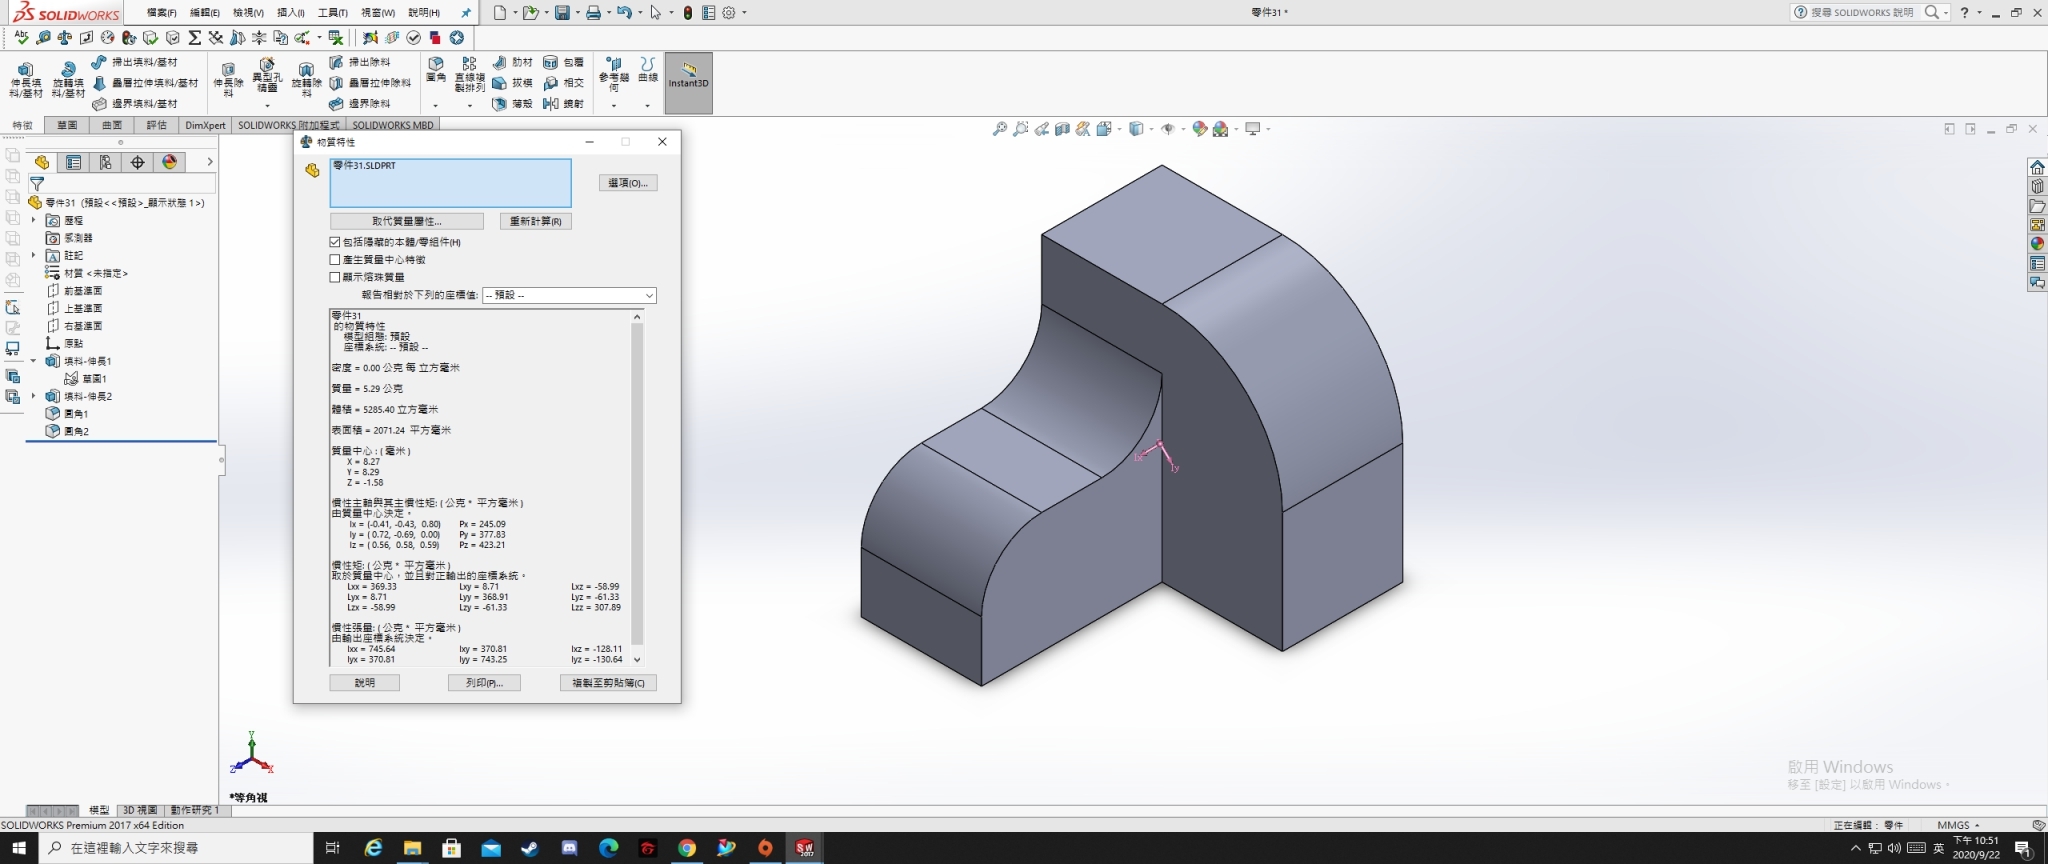 SOLIDWORKS
檔案(F) 編輯(E) 檢視(V) 插入(I) 工具(T) 視窗(W) 說明(H)
零件31 *
搜尋 SOLIDWORKS 說明
伸長填料/基材
旋轉填料/基材
掃出填料/基材
疊層拉伸填料/基材
邊界填料/基材
伸長除料
異型孔精靈
旋轉除料
掃出除料
疊層拉伸除料
邊界除料
圓角
直線複製排列
肋材
拔模
薄殼
包覆
相交
鏡射
參考幾何
曲線
Instant3D
特徵 草圖 曲面 評估 DimXpert SOLIDWORKS 附加程式 SOLIDWORKS MBD
零件31 (預設<<預設>_顯示狀態 1>)
歷程
感測器
註記
材質 <未指定>
前基準面
上基準面
右基準面
原點
填料-伸長1
草圖1
填料-伸長2
圓角1
圓角2
物質特性
零件31.SLDPRT
選項(O)...
取代質量屬性... 重新計算(R)
包括隱藏的本體/零組件(H)
產生質量中心特徵
顯示熔珠質量
報告相對於下列的座標值: -- 預設 --
零件31
的物質特性
模型組態: 預設
座標系統: -- 預設 --
密度 = 0.00 公克 每 立方毫米
質量 = 5.29 公克
體積 = 5285.40 立方毫米
表面積 = 2071.24 平方毫米
質量中心 : ( 毫米 )
X = 8.27
Y = 8.29
Z = -1.58
慣性主軸與其主慣性矩: ( 公克 * 平方毫米 )
由質量中心決定。
Ix = (-0.41, -0.43, 0.80) Px = 245.09
Iy = ( 0.72, -0.69, 0.00) Py = 377.83
Iz = ( 0.56, 0.58, 0.59) Pz = 423.21
慣性矩: ( 公克 * 平方毫米 )
取於質量中心，並且對正輸出的座標系統。
Lxx = 369.33 Lxy = 8.71 Lxz = -58.99
Lyx = 8.71 Lyy = 368.91 Lyz = -61.33
Lzx = -58.99 Lzy = -61.33 Lzz = 307.89
慣性張量: ( 公克 * 平方毫米 )
由輸出座標系統決定。
Ixx = 745.64 Ixy = 370.81 Ixz = -128.11
Iyx = 370.81 Iyy = 743.25 Iyz = -130.64
說明 列印(P)... 複製至剪貼簿(C)
Iy
Y
Z
X
*等角視
啟用 Windows
移至 [設定] 以啟用 Windows。
模型 3D 視圖 動作研究 1
SOLIDWORKS Premium 2017 x64 Edition
正在編輯： 零件 MMGS
在這裡輸入文字來搜尋
英
下午 10:51
2020/9/22